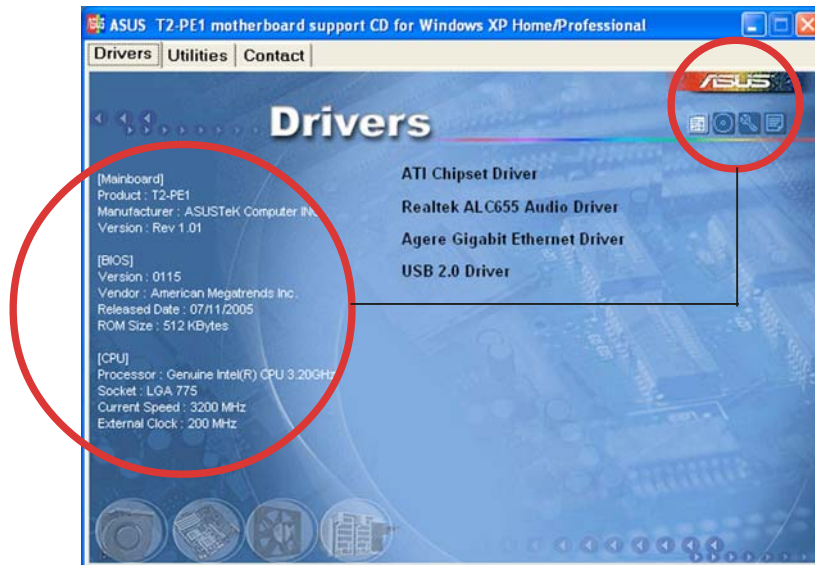 ASUS T2-PE1 motherboard support CD for Windows XP Home/Professional
Drivers Utilities Contact
ASUS
Drivers
[Mainboard]
Product : T2-PE1
Manufacturer : ASUSTeK Computer INC.
Version : Rev 1.01
[BIOS]
Version : 0115
Vendor : American Megatrends Inc.
Released Date : 07/11/2005
ROM Size : 512 KBytes
[CPU]
Processor : Genuine Intel(R) CPU 3.20GHz
Socket : LGA 775
Current Speed : 3200 MHz
External Clock : 200 MHz
ATI Chipset Driver
Realtek ALC655 Audio Driver
Agere Gigabit Ethernet Driver
USB 2.0 Driver